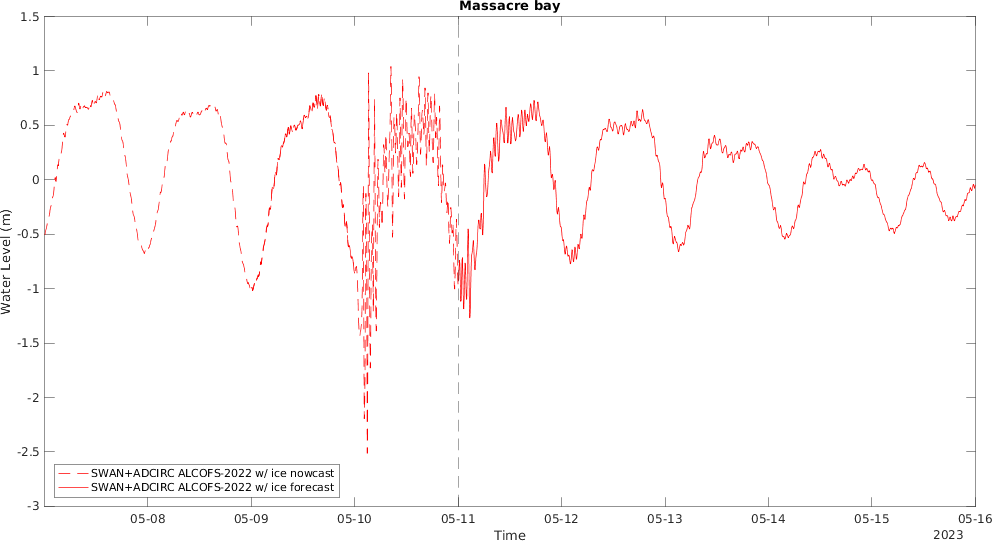 Massacre bay
1.5
1
0.5
0
-0.5
-1
-1.5
-2
-2.5
-3
Water Level (m)
SWAN+ADCIRC ALCOFS-2022 w/ ice nowcast
SWAN+ADCIRC ALCOFS-2022 w/ ice forecast
05-08 05-09 05-10 05-11 05-12 05-13 05-14 05-15 05-16
Time
2023